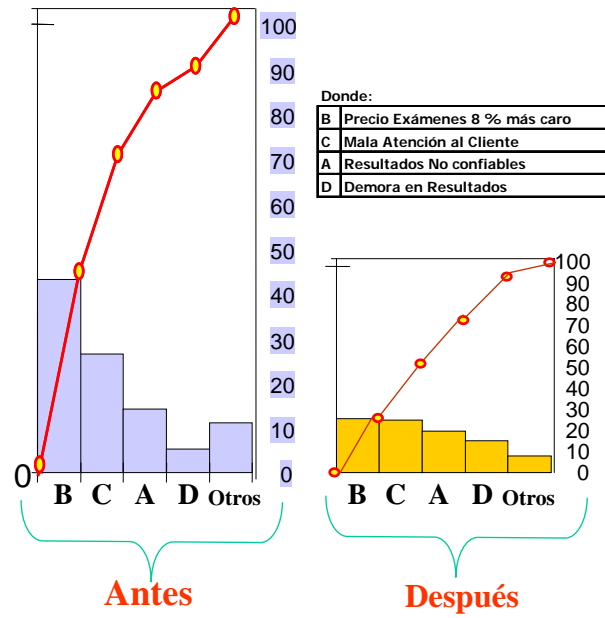 100
90
80
70
60
50
40
30
20
10
0
0
B C A D Otros
Antes
Donde:
B Precio Exámenes 8 % más caro
C Mala Atención al Cliente
A Resultados No confiables
D Demora en Resultados
100
90
80
70
60
50
40
30
20
10
0
B C A D Otros
Después